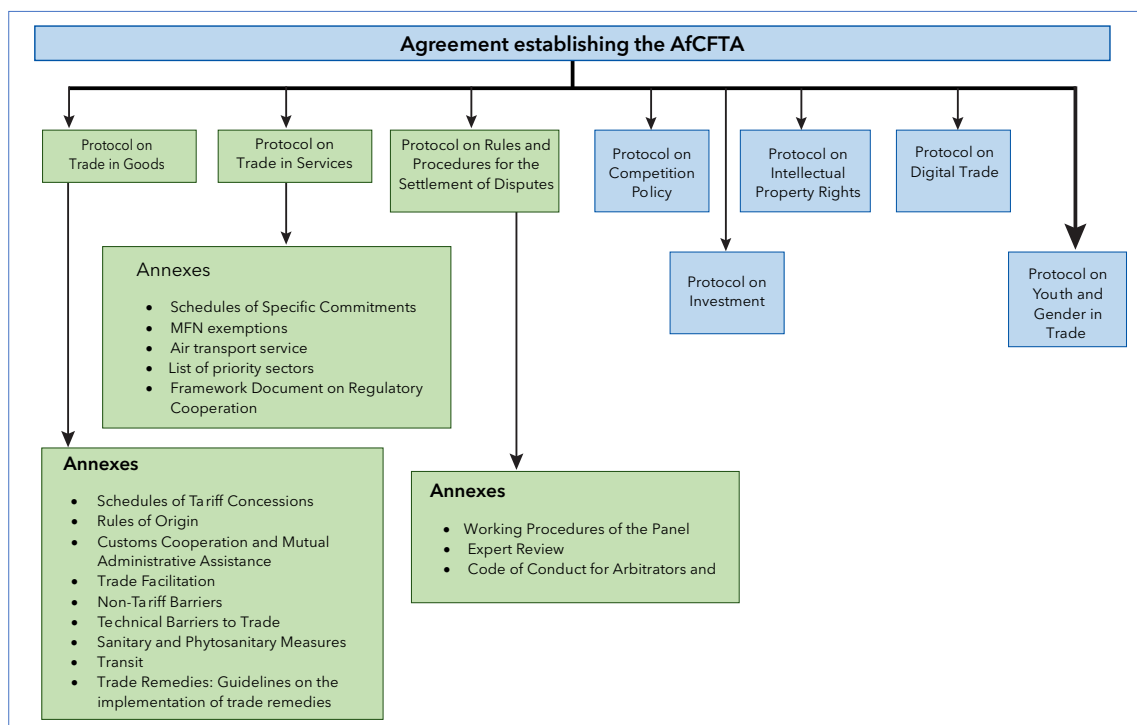 Agreement establishing the AfCFTA
Protocol on
Trade in Goods
Protocol on
Trade in Services
Protocol on Rules and
Procedures for the
Settlement of Disputes
Protocol on
Competition
Policy
Protocol on
Intellectual
Property Rights
Protocol on
Digital Trade
Protocol on
Investment
Protocol on
Youth and
Gender in
Trade
Annexes
• Schedules of Specific Commitments
• MFN exemptions
• Air transport service
• List of priority sectors
• Framework Document on Regulatory
Cooperation
Annexes
• Schedules of Tariff Concessions
• Rules of Origin
• Customs Cooperation and Mutual
Administrative Assistance
• Trade Facilitation
• Non-Tariff Barriers
• Technical Barriers to Trade
• Sanitary and Phytosanitary Measures
• Transit
• Trade Remedies: Guidelines on the
implementation of trade remedies
Annexes
• Working Procedures of the Panel
• Expert Review
• Code of Conduct for Arbitrators and